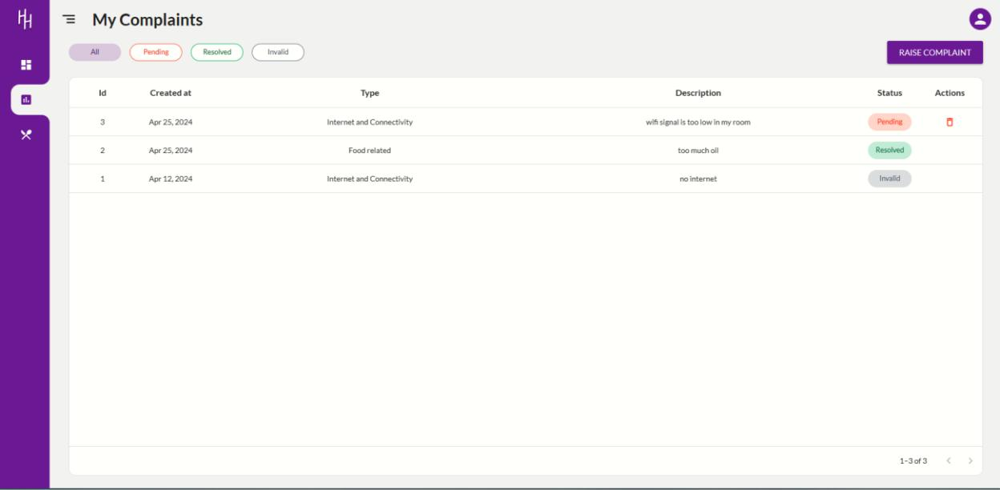 HH
My Complaints
All Pending Resolved Invalid
RAISE COMPLAINT
Id Created at Type Description Status Actions
3 Apr 25, 2024 Internet and Connectivity wifi signal is too low in my room Pending
2 Apr 25, 2024 Food related too much oil Resolved
1 Apr 12, 2024 Internet and Connectivity no internet Invalid
1–3 of 3